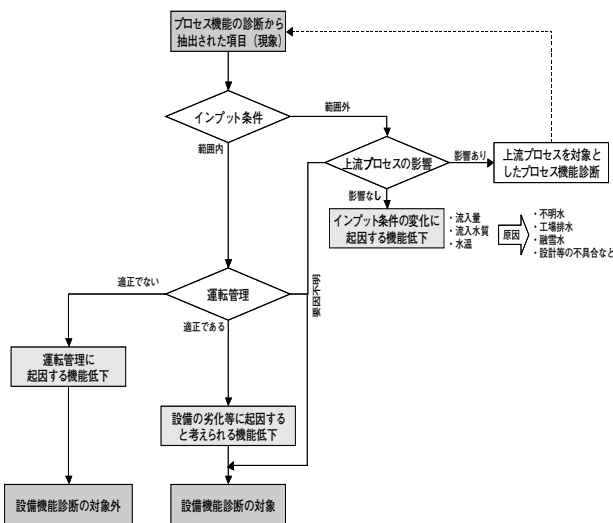 プロセス機能の診断から
抽出された項目（現象）
インプット条件
範囲外
範囲内
上流プロセスの影響
影響あり
上流プロセスを対象と
したプロセス機能診断
影響なし
インプット条件の変化に
起因する機能低下
・流入量
・流入水質
・水温
原因
・不明水
・工場排水
・融雪水
・設計等の不具合など
適正でない
運転管理
要因不明
適正である
運転管理に
起因する機能低下
設備の劣化等に起因する
と考えられる機能低下
設備機能診断の対象外
設備機能診断の対象